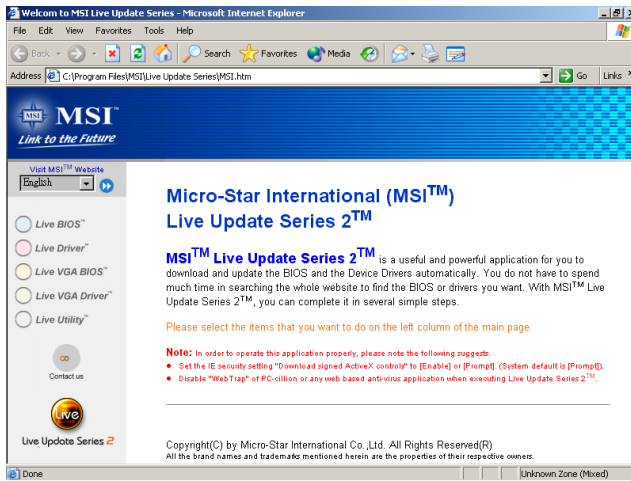 Welcom to MSI Live Update Series - Microsoft Internet Explorer
File Edit View Favorites Tools Help
Back Search Favorites Media
Address C:\Program Files\MSI\Live Update Series\MSI.htm Go Links
MSI MSI™
Link to the Future
Visit MSI™ Website
English
Live BIOS™
Live Driver™
Live VGA BIOS™
Live VGA Driver™
Live Utility™
Contact us
Live
Live Update Series 2
Micro-Star International (MSI™)
Live Update Series 2™
MSI™ Live Update Series 2™ is a useful and powerful application for you to
download and update the BIOS and the Device Drivers automatically. You do not have to spend
much time in searching the whole website to find the BIOS or drivers you want. With MSI™ Live
Update Series 2™, you can complete it in several simple steps.
Please select the items that you want to do on the left column of the main page.
Note: In order to operate this application properly, please note the following suggests.
• Set the IE security setting "Download signed ActiveX controls" to [Enable] or [Prompt]. (System default is [Prompt]).
• Disable "WebTrap" of PC-cillion or any web based anti-virus application when executing Live Update Series 2™.
Copyright(C) by Micro-Star International Co.,Ltd. All Rights Reserved(R)
All the brand names and trademarks mentioned herein are the properties of their respective owners.
Done Unknown Zone (Mixed)